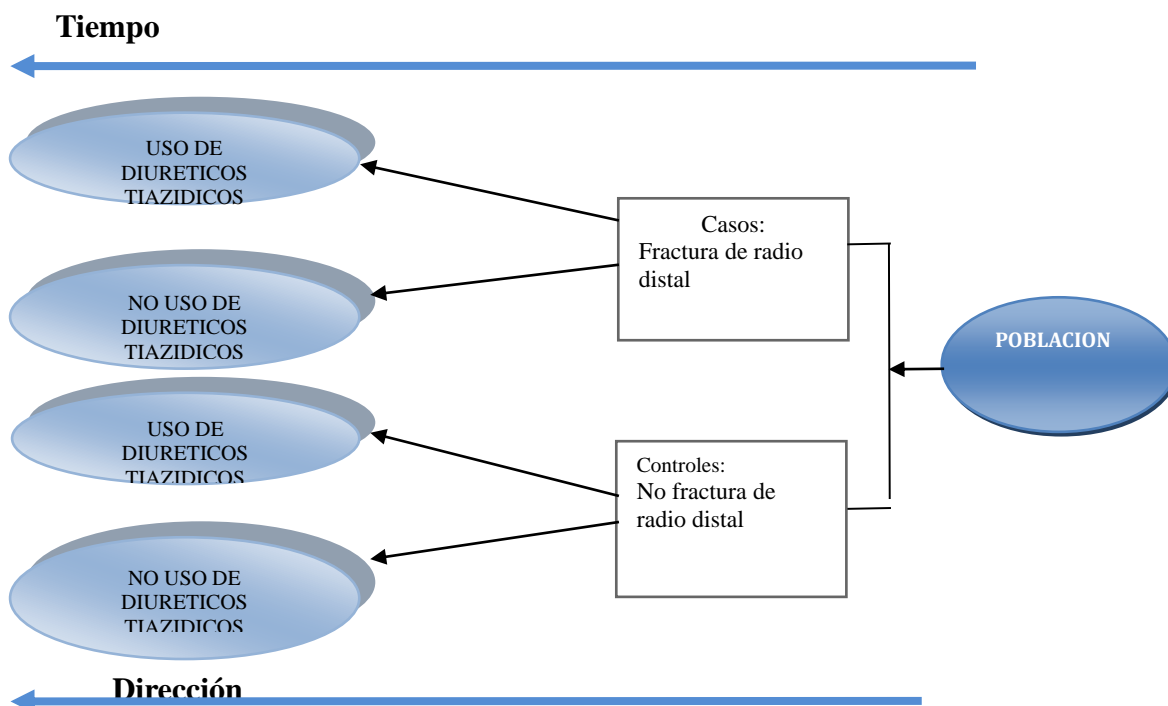 Tiempo
USO DE
DIURETICOS
TIAZIDICOS
NO USO DE
DIURETICOS
TIAZIDICOS
USO DE
DIURETICOS
TIAZIDICOS
NO USO DE
DIURETICOS
TIAZIDICOS
Casos:
Fractura de radio
distal
Controles:
No fractura de
radio distal
POBLACION
Dirección